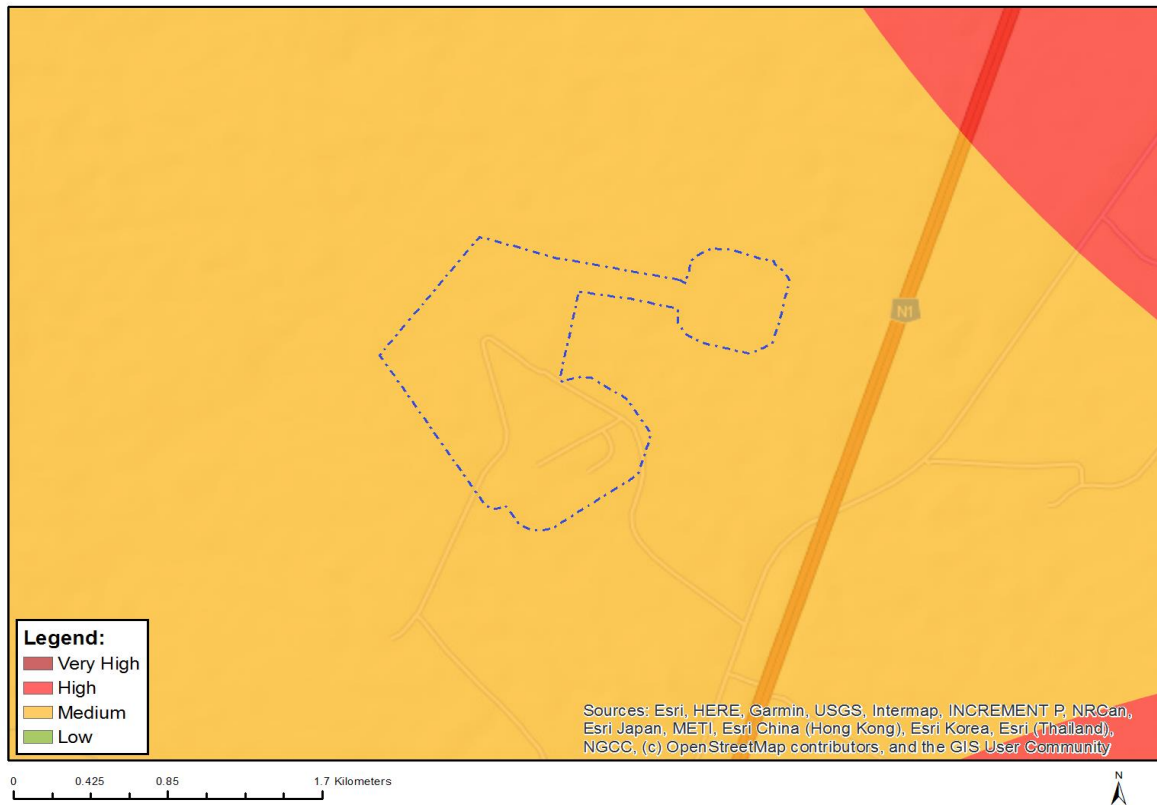 N1
Legend:
Very High
High
Medium
Low
Sources: Esri, HERE, Garmin, USGS, Intermap, INCREMENT P, NRCan,
Esri Japan, METI, Esri China (Hong Kong), Esri Korea, Esri (Thailand),
NGCC, (c) OpenStreetMap contributors, and the GIS User Community
0 0.425 0.85 1.7 Kilometers
N